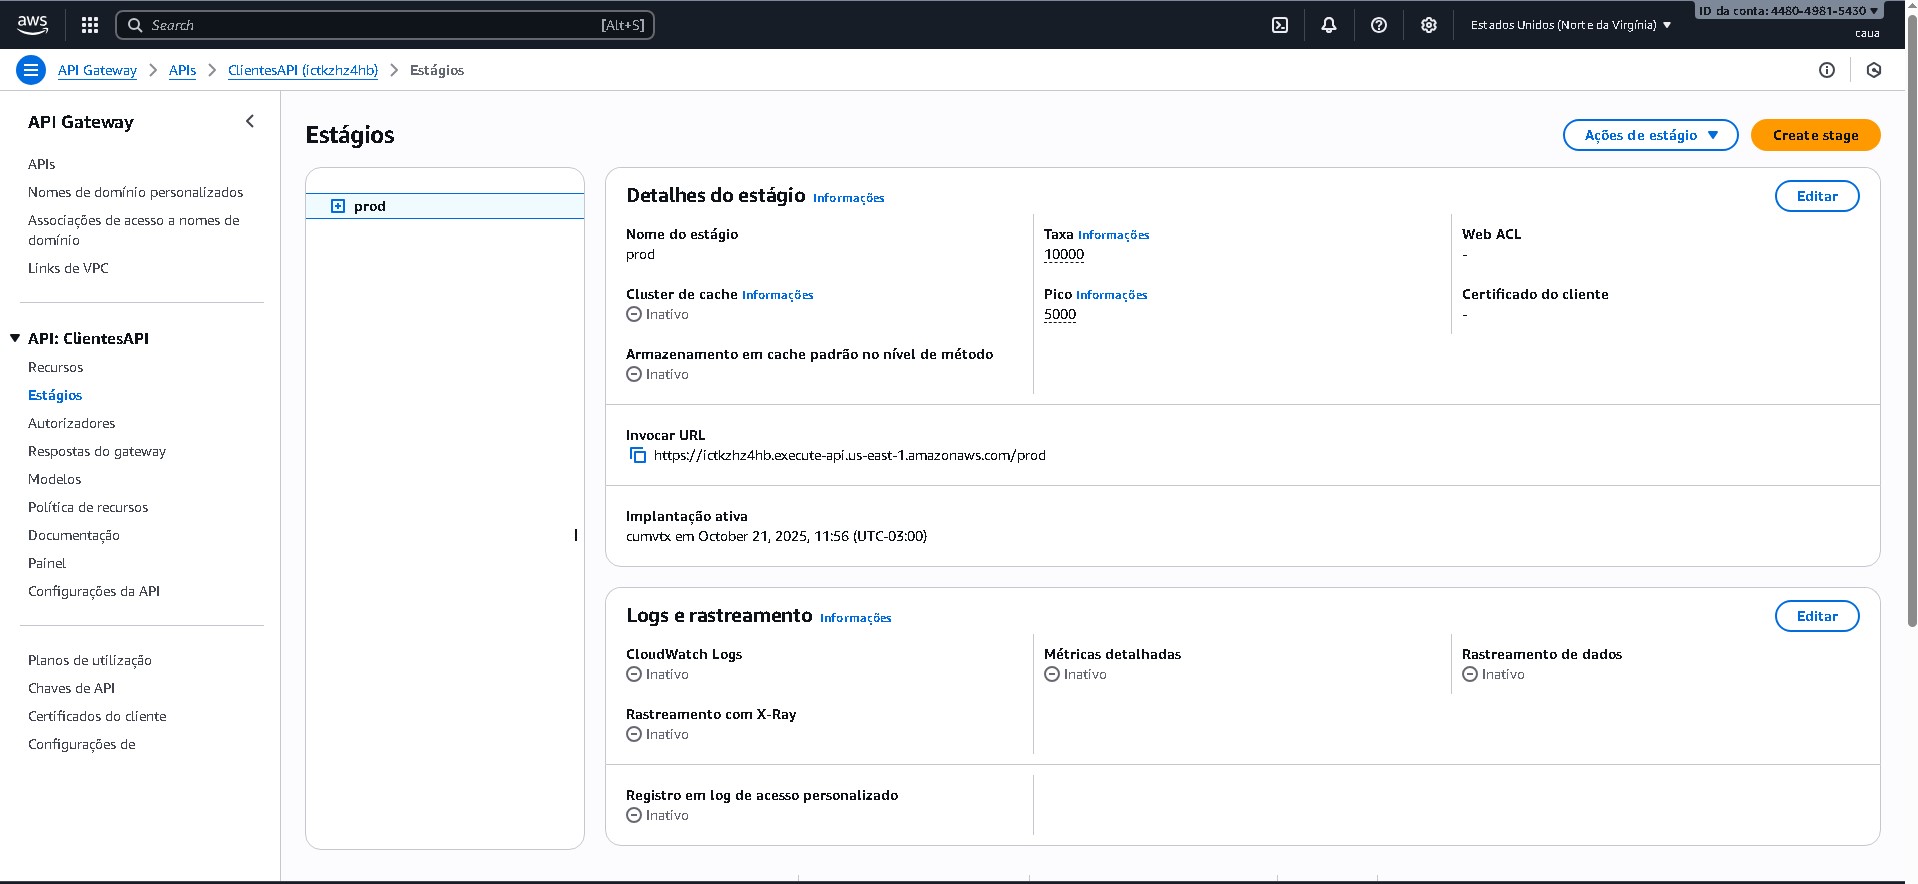 aws
Search
[Alt+S]
Estados Unidos (Norte da Virgínia)
ID da conta: 4480-4981-5430
caua
API Gateway
APIs
ClientesAPI (ictkzhz4hb)
Estágios
API Gateway
APIs
Nomes de domínio personalizados
Associações de acesso a nomes de
domínio
Links de VPC
API: ClientesAPI
Recursos
Estágios
Autorizadores
Respostas do gateway
Modelos
Política de recursos
Documentação
Painel
Configurações da API
Planos de utilização
Chaves de API
Certificados do cliente
Configurações de
Estágios
Ações de estágio
Create stage
prod
Detalhes do estágio Informações
Editar
Nome do estágio
prod
Taxa Informações
10000
Web ACL
-
Cluster de cache Informações
Inativo
Pico Informações
5000
Certificado do cliente
-
Armazenamento em cache padrão no nível de método
Inativo
Invocar URL
https://ictkzhz4hb.execute-api.us-east-1.amazonaws.com/prod
Implantação ativa
cumvtx em October 21, 2025, 11:56 (UTC-03:00)
Logs e rastreamento Informações
Editar
CloudWatch Logs
Inativo
Métricas detalhadas
Inativo
Rastreamento de dados
Inativo
Rastreamento com X-Ray
Inativo
Registro em log de acesso personalizado
Inativo